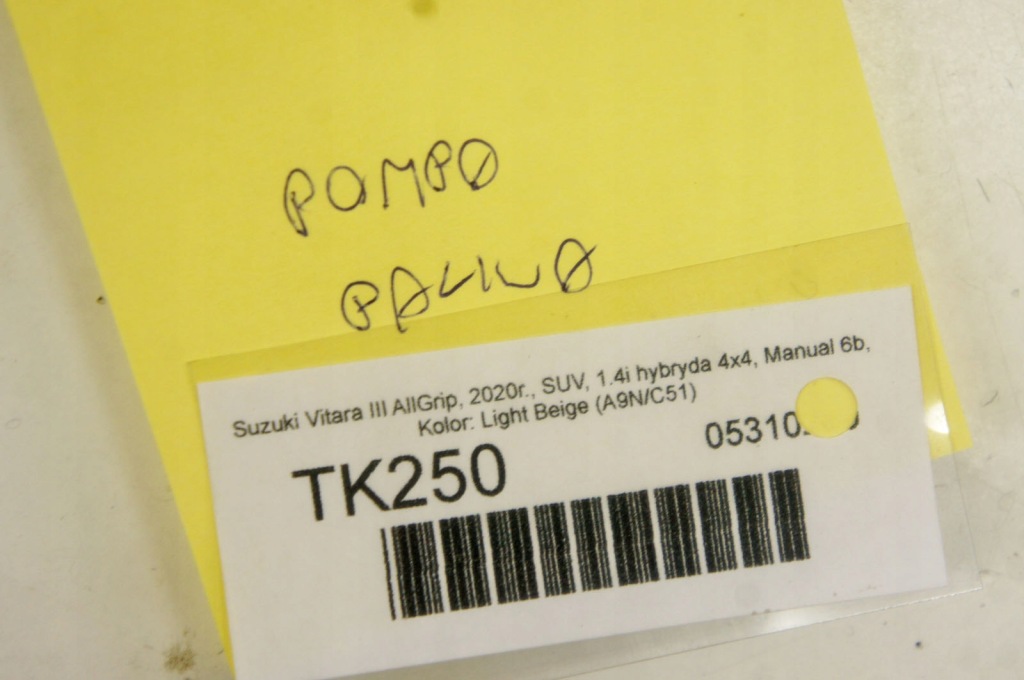 POMPA
PALIWA
Suzuki Vitara III AllGrip, 2020r., SUV, 1.4i hybryda 4x4, Manual 6b,
Kolor: Light Beige (A9N/C51)
TK250